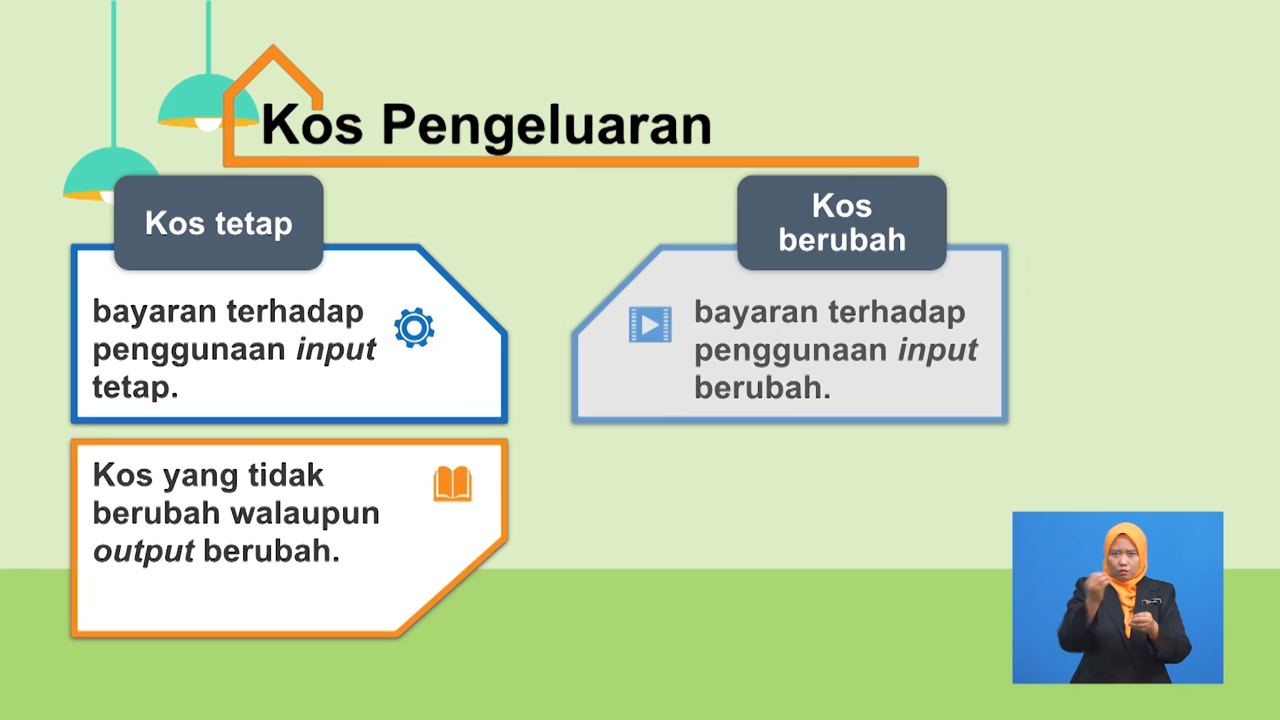 Kos Pengeluaran
Kos tetap
bayaran terhadap
penggunaan input
tetap.
Kos yang tidak
berubah walaupun
output berubah.
Kos
berubah
bayaran terhadap
penggunaan input
berubah.